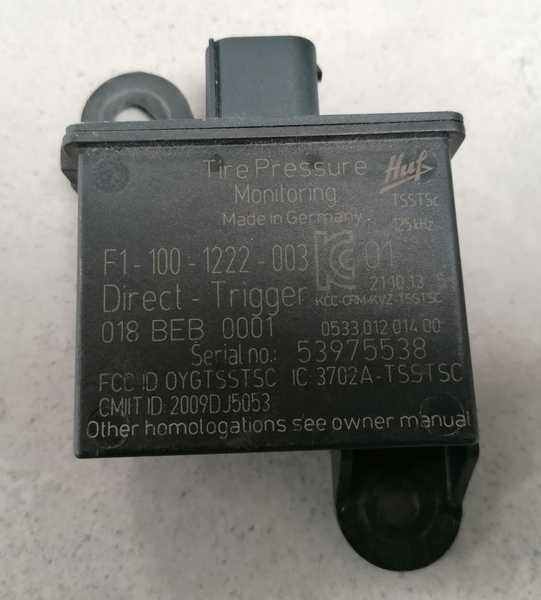 Tire Pressure Huf
Monitoring TSSTSc
Made in Germany 125 kHz
F1-100-1222-003 KC 01
21.10.13
Direct - Trigger KCC-CRM-KVZ-TSSTSC
018 BEB 0001 0533 012 014 00
Serial no.: 53975538
FCC ID OYGTSSTSC IC: 3702A-TSSTSC
CMIIT ID: 2009DJ5053
Other homologations see owner manual